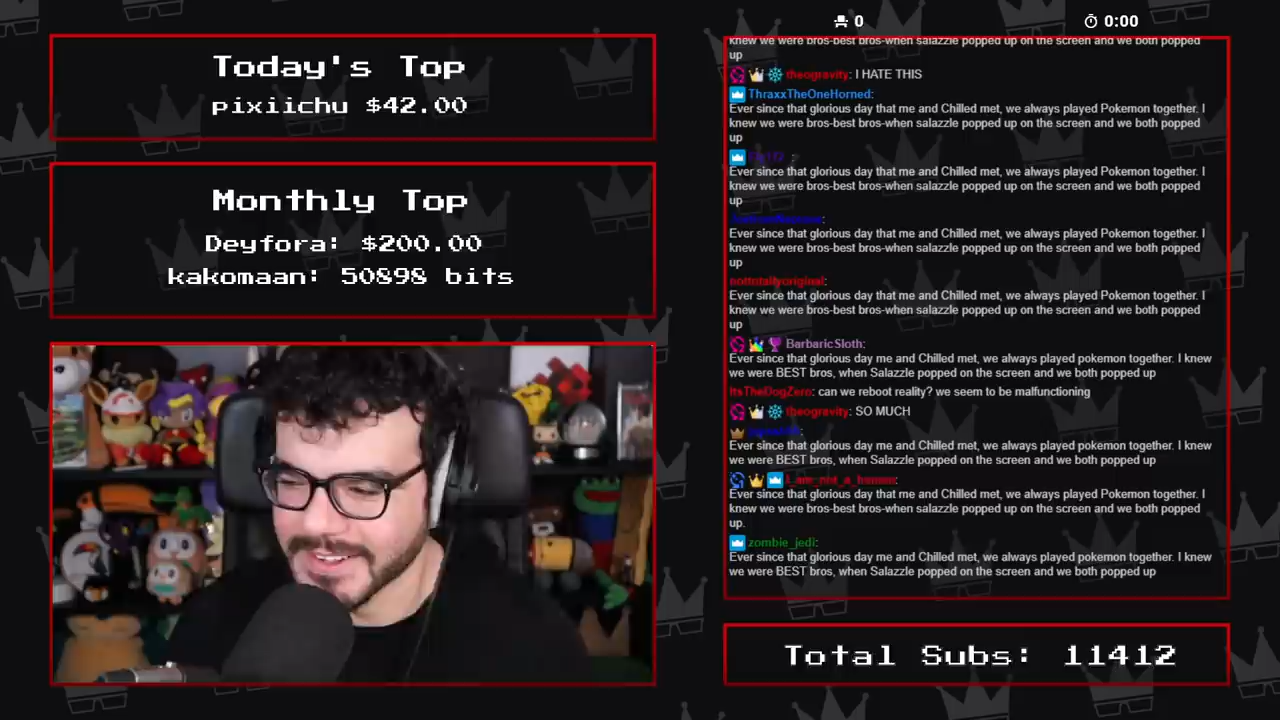 0
0:00
Today's Top
pixiichu $42.00
Monthly Top
Deyfora: $200.00
kakomaan: 50898 bits
knew we were bros-best bros-when salazzle popped up on the screen and we both popped
up
theogravity: I HATE THIS
ThraxxTheOneHorned:
Ever since that glorious day that me and Chilled met, we always played Pokemon together. I
knew we were bros-best bros-when salazzle popped up on the screen and we both popped
up
:
Ever since that glorious day that me and Chilled met, we always played Pokemon together. I
knew we were bros-best bros-when salazzle popped up on the screen and we both popped
up
:
Ever since that glorious day that me and Chilled met, we always played Pokemon together. I
knew we were bros-best bros-when salazzle popped up on the screen and we both popped
up
nottotallyoriginal:
Ever since that glorious day that me and Chilled met, we always played Pokemon together. I
knew we were bros-best bros-when salazzle popped up on the screen and we both popped
up
BarbaricSloth:
Ever since that glorious day me and Chilled met, we always played pokemon together. I knew
we were BEST bros, when Salazzle popped on the screen and we both popped up
ItsTheDogZero: can we reboot reality? we seem to be malfunctioning
theogravity: SO MUCH
:
Ever since that glorious day me and Chilled met, we always played pokemon together. I knew
we were BEST bros, when Salazzle popped on the screen and we both popped up
i_am_not_a_human:
Ever since that glorious day that me and Chilled met, we always played Pokemon together. I
knew we were bros-best bros-when salazzle popped up on the screen and we both popped
up.
zombie_jedi:
Ever since that glorious day me and Chilled met, we always played pokemon together. I knew
we were BEST bros, when Salazzle popped on the screen and we both popped up
Total Subs: 11412